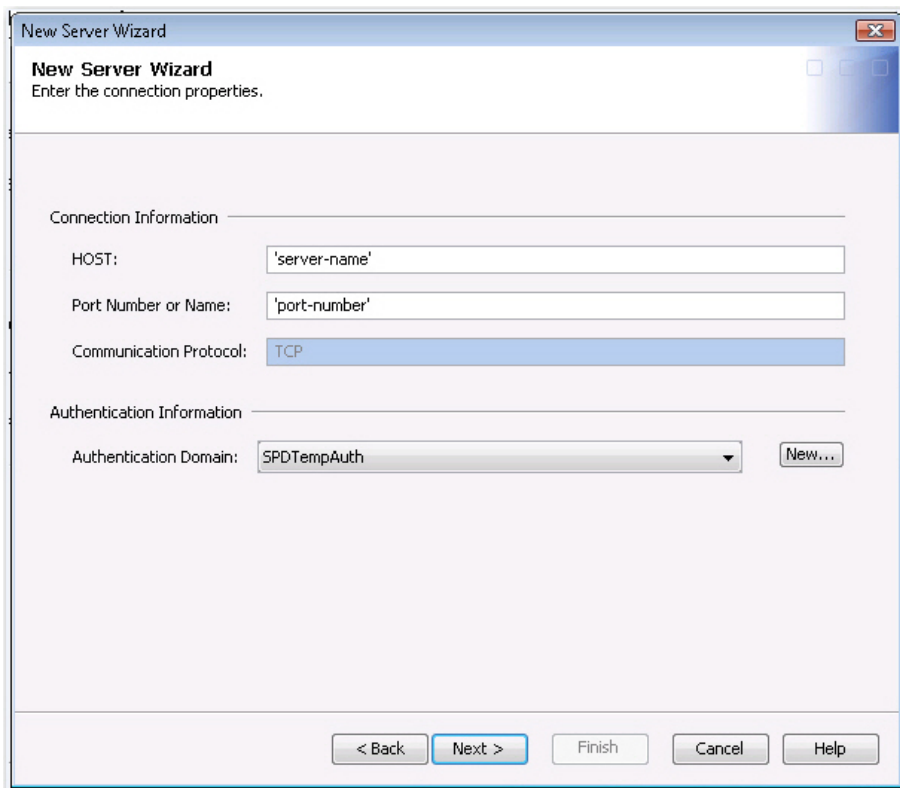 New Server Wizard
New Server Wizard
Enter the connection properties.
Connection Information
HOST: 'server-name'
Port Number or Name: 'port-number'
Communication Protocol: TCP
Authentication Information
Authentication Domain: SPDTempAuth New...
< Back Next > Finish Cancel Help